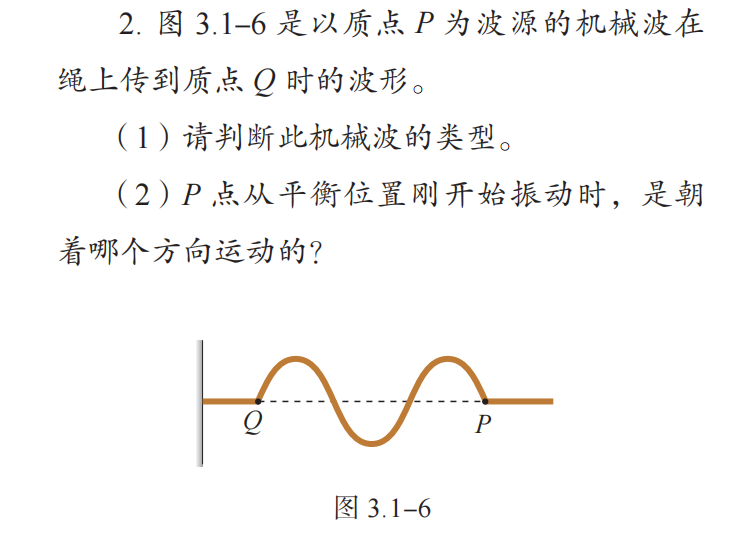 2. 图 3.1–6 是以质点 P 为波源的机械波在
绳上传到质点 Q 时的波形。
（1）请判断此机械波的类型。
（2）P 点从平衡位置刚开始振动时，是朝
着哪个方向运动的？
Q
P
图 3.1–6